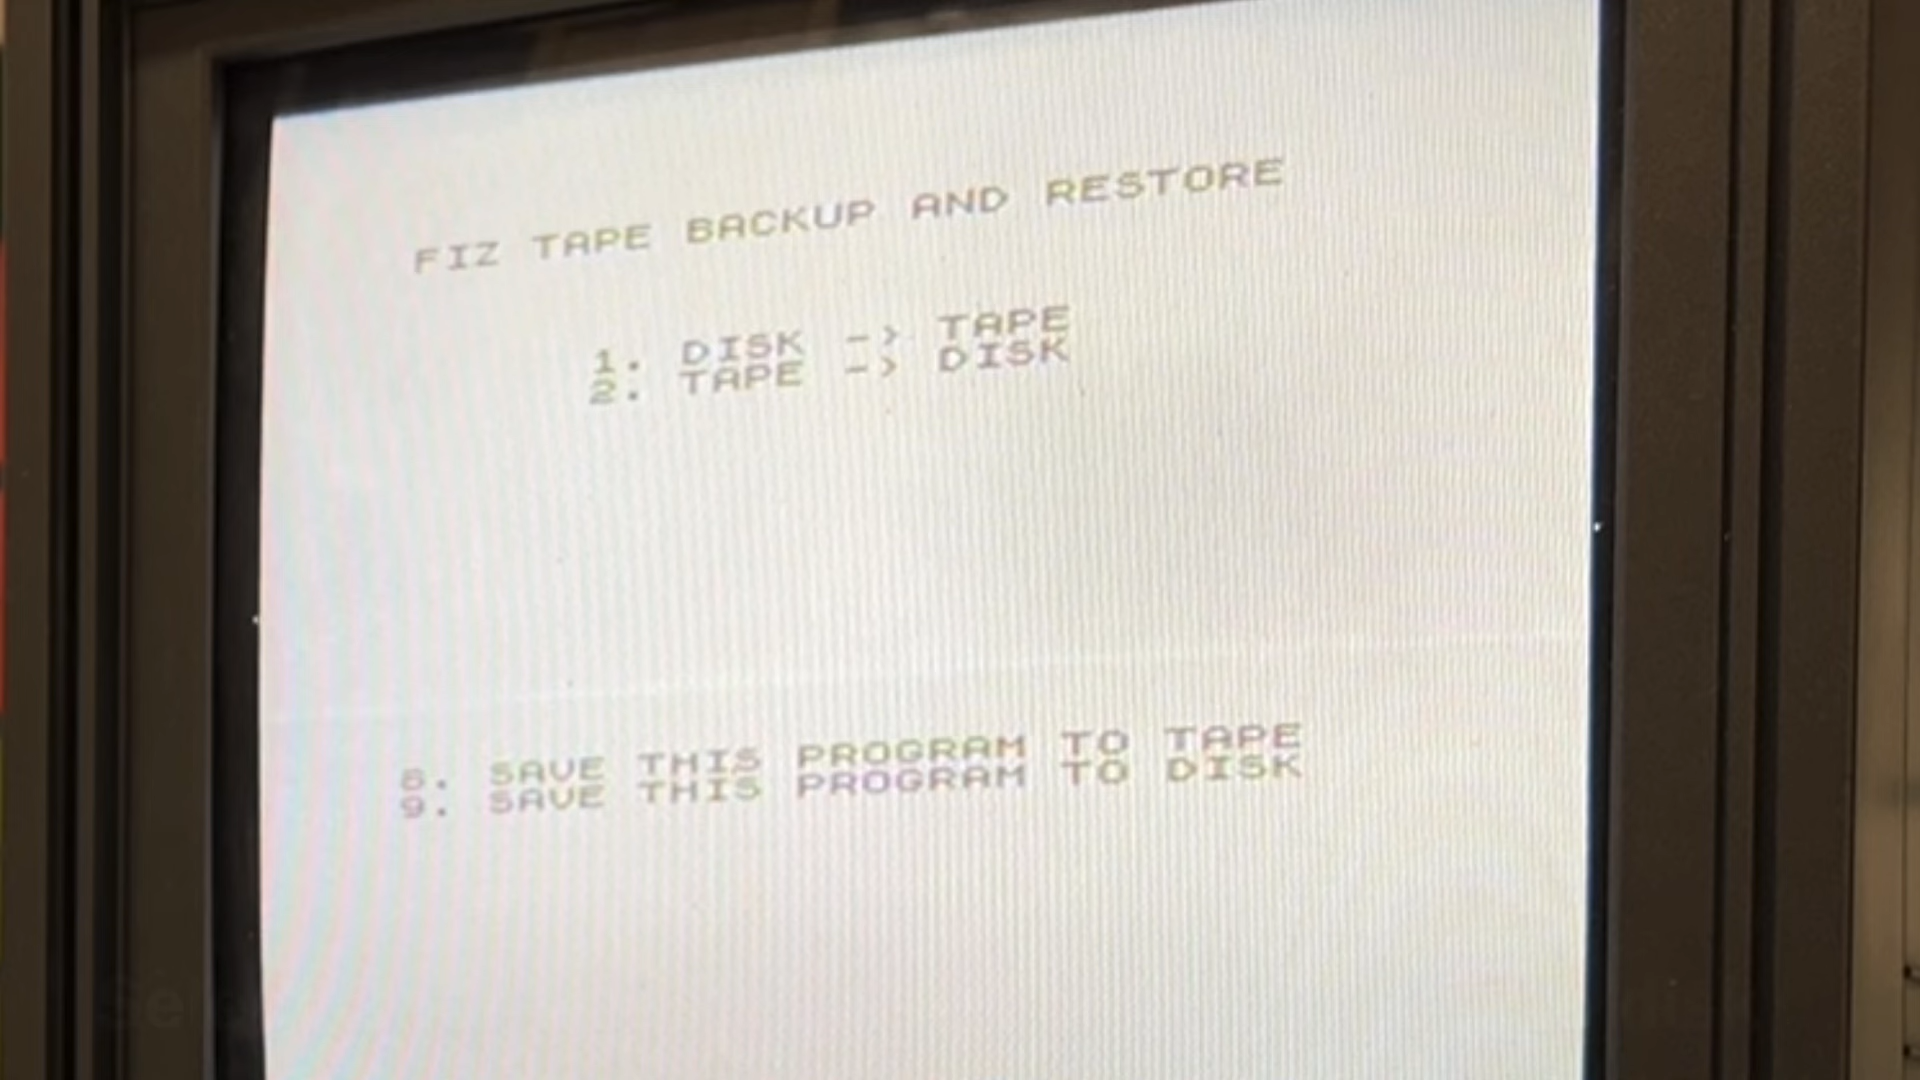 FIZ TAPE BACKUP AND RESTORE
1. DISK -> TAPE
2. TAPE -> DISK
8. SAVE THIS PROGRAM TO TAPE
9. SAVE THIS PROGRAM TO DISK